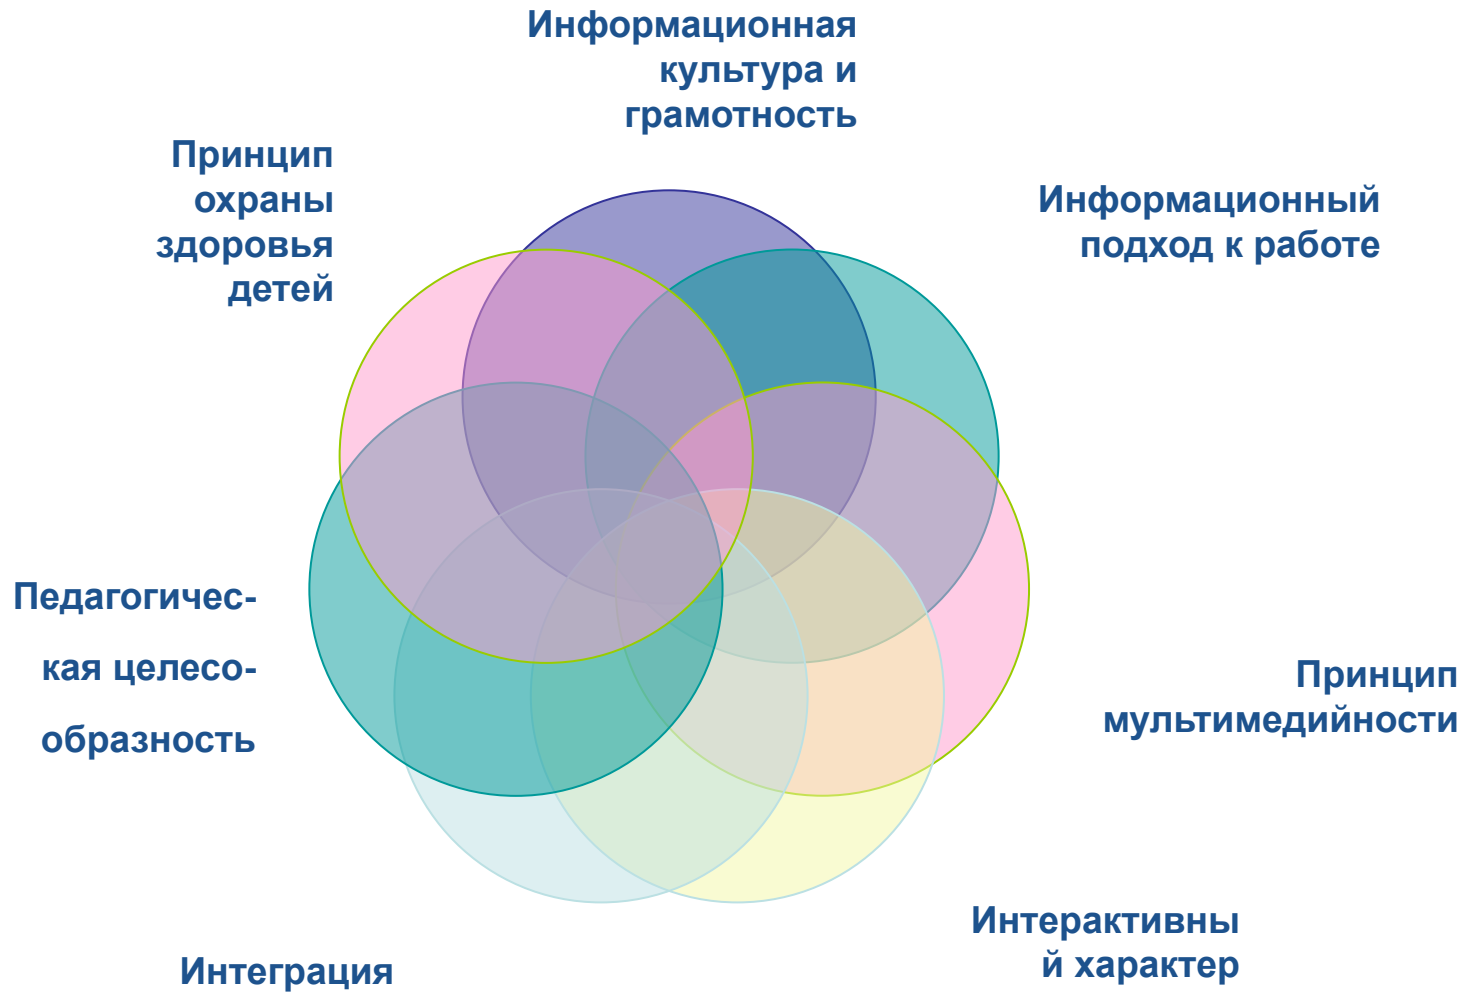 Информационная
культура и
грамотность
Принцип
охраны
здоровья
детей
Информационный
подход к работе
Педагогичес-
кая целесо-
образность
Принцип
мультимедийности
Интерактивны
й характер
Интеграция